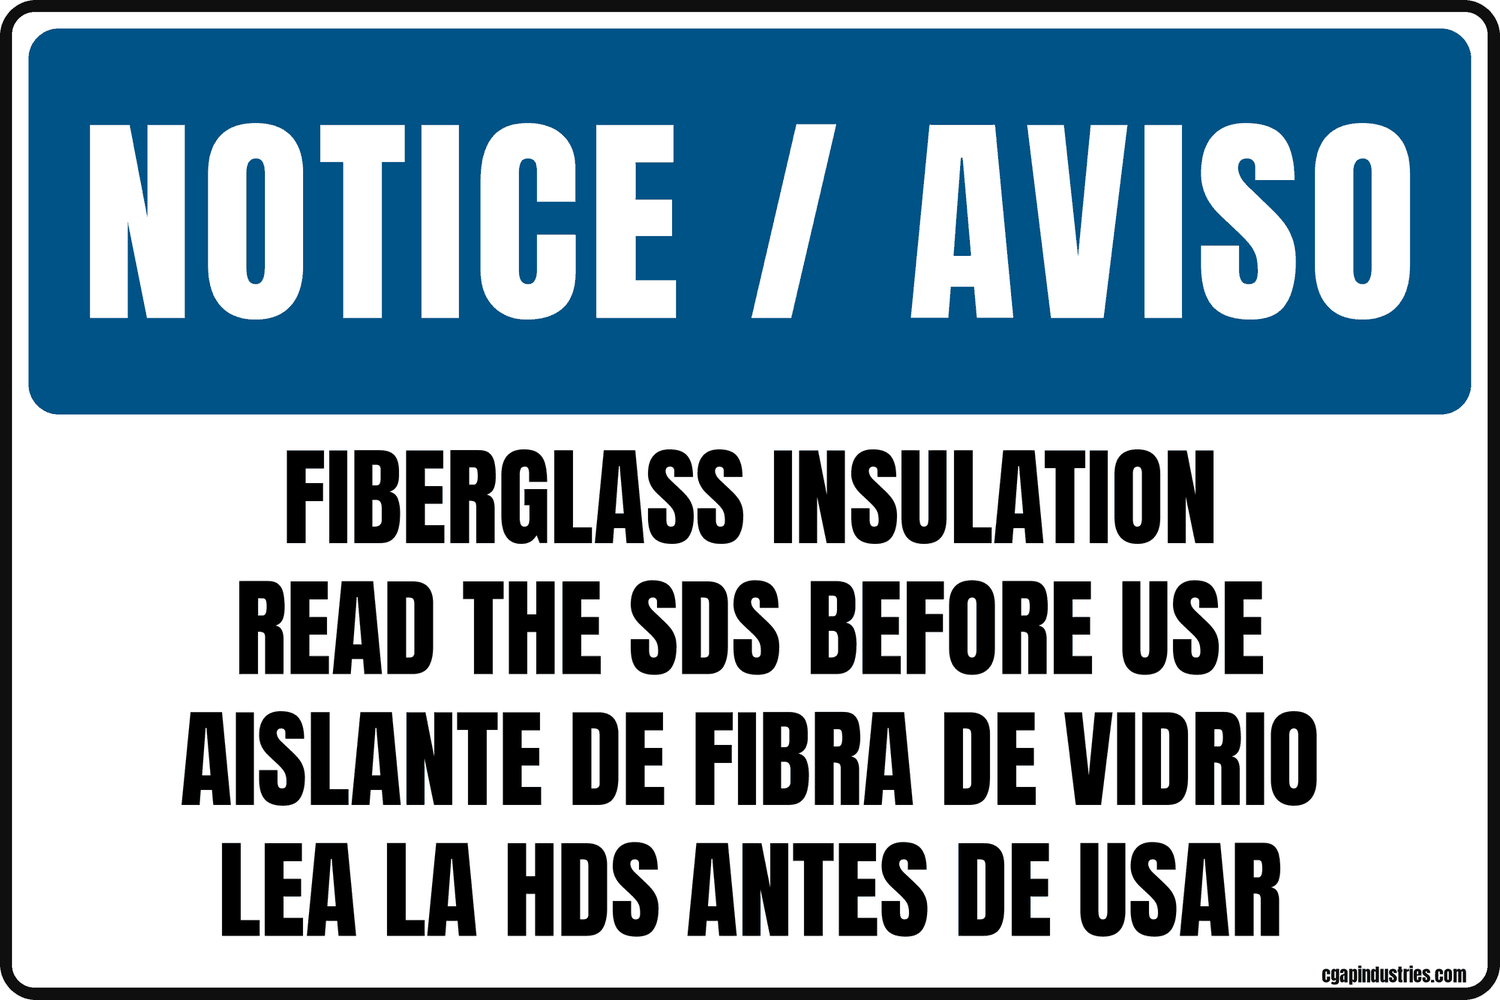 NOTICE / AVISO
FIBERGLASS INSULATION
READ THE SDS BEFORE USE
AISLANTE DE FIBRA DE VIDRIO
LEA LA HDS ANTES DE USAR
cgapindustries.com